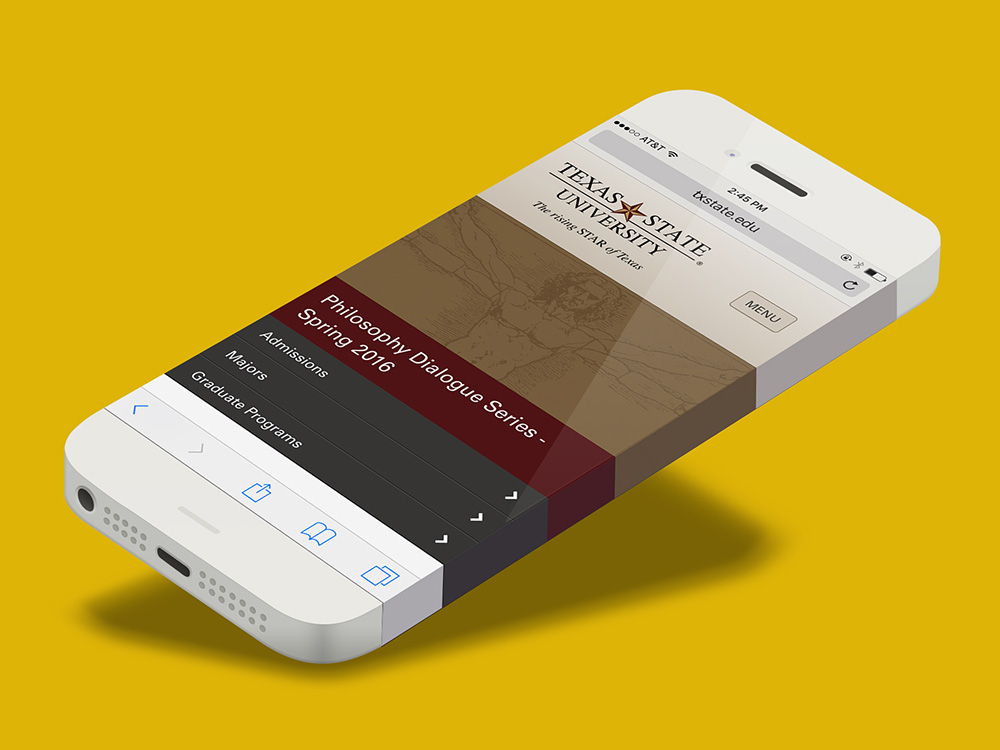 AT&T
2:45 PM
txstate.edu
TEXAS STATE
UNIVERSITY
®
The rising STAR of Texas
MENU
Philosophy Dialogue Series -
Spring 2016
Admissions
Majors
Graduate Programs